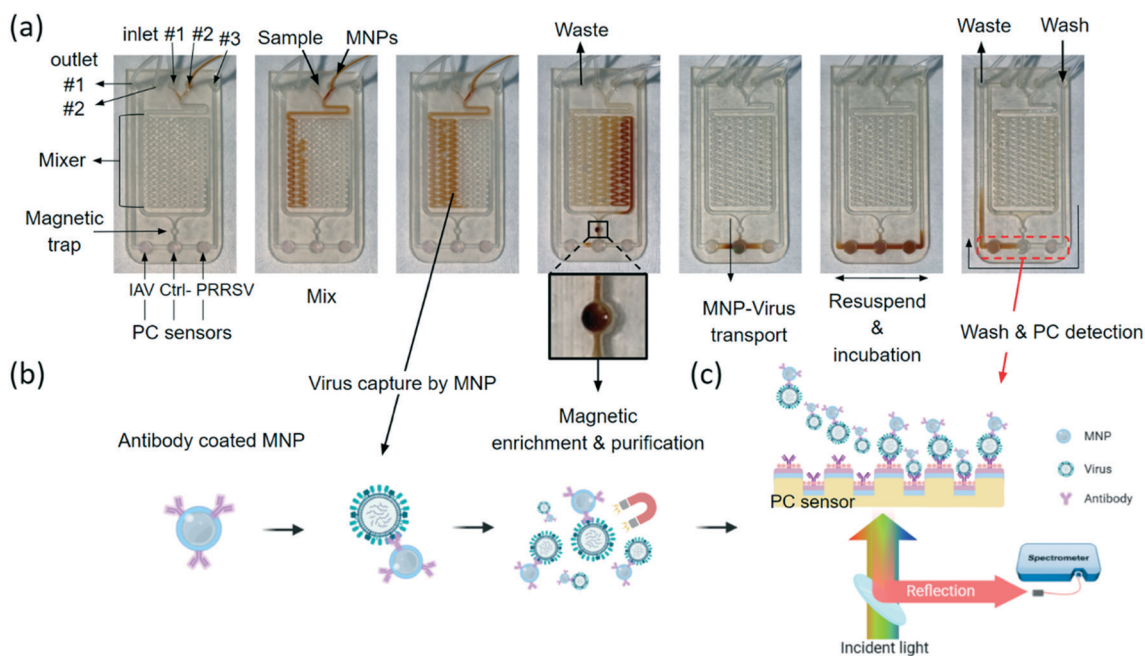 (a)
inlet #1 #2 #3
outlet
#1
#2
Mixer
Magnetic
trap
IAV Ctrl- PRRSV
PC sensors
Sample
MNPs
Mix
Waste
MNP-Virus
transport
Resuspend
&
incubation
Waste
Wash
Wash & PC detection
(b)
Virus capture by MNP
Antibody coated MNP
Magnetic
enrichment & purification
(c)
MNP
Virus
Antibody
PC sensor
Spectrometer
Reflection
Incident light